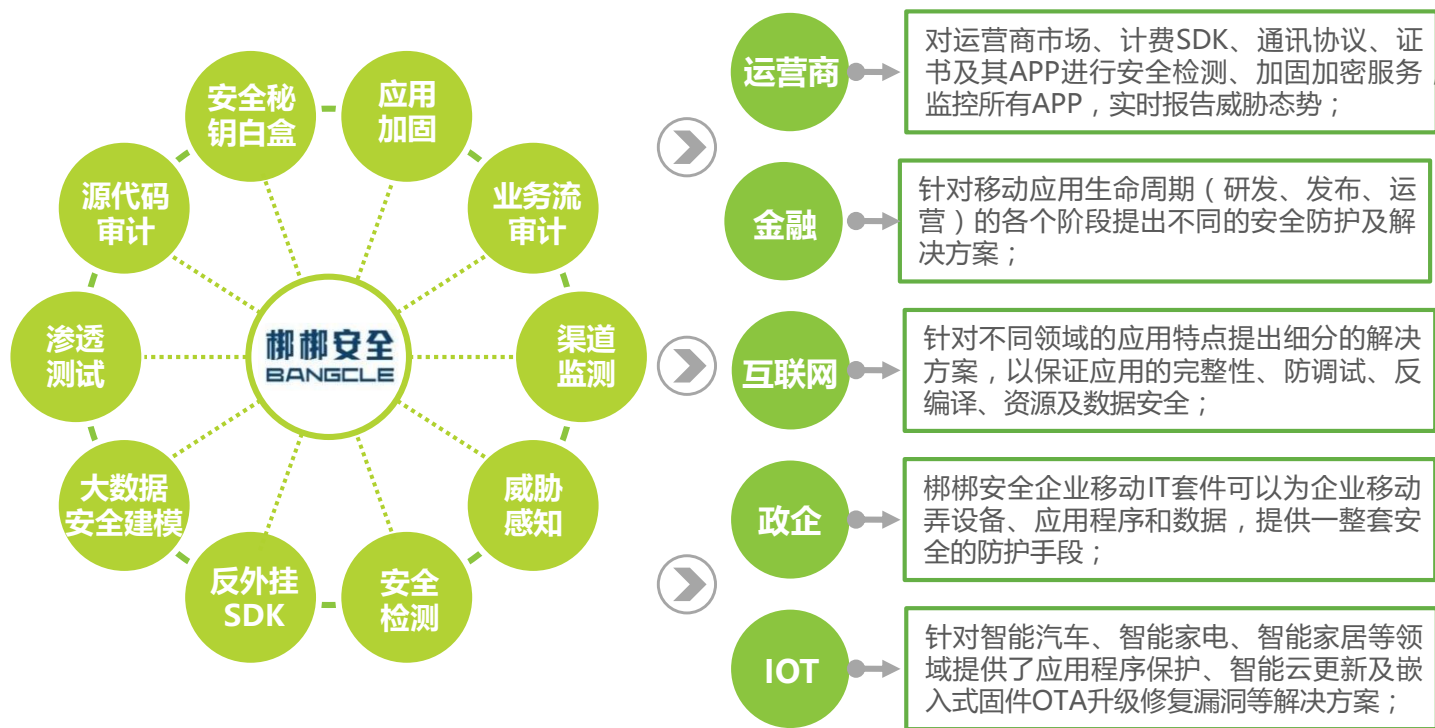 安全秘
钥白盒
应用
加固
源代码
审计
业务流
审计
渗透
测试
梆梆安全
BANGCLE
渠道
监测
大数据
安全建模
威胁
感知
反外挂
SDK
安全
检测
运营商
对运营商市场、计费SDK、通讯协议、证
书及其APP进行安全检测、加固加密服务，
监控所有APP，实时报告威胁态势；
金融
针对移动应用生命周期（研发、发布、运
营）的各个阶段提出不同的安全防护及解
决方案；
互联网
针对不同领域的应用特点提出细分的解决
方案，以保证应用的完整性、防调试、反
编译、资源及数据安全；
政企
梆梆安全企业移动IT套件可以为企业移动
弄设备、应用程序和数据，提供一整套安
全的防护手段；
IOT
针对智能汽车、智能家电、智能家居等领
域提供了应用程序保护、智能云更新及嵌
入式固件OTA升级修复漏洞等解决方案；